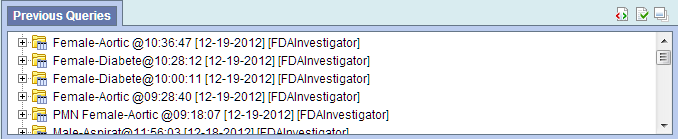 Previous Queries
Female-Aortic @10:36:47 [12-19-2012] [FDAInvestigator]
Female-Diabete@10:28:12 [12-19-2012] [FDAInvestigator]
Female-Diabete@10:00:11 [12-19-2012] [FDAInvestigator]
Female-Aortic @09:28:40 [12-19-2012] [FDAInvestigator]
PMN Female-Aortic @09:18:07 [12-19-2012] [FDAInvestigator]
Male-Aspirat@11:56:03 [12-18-2012] [FDAInvestigator]